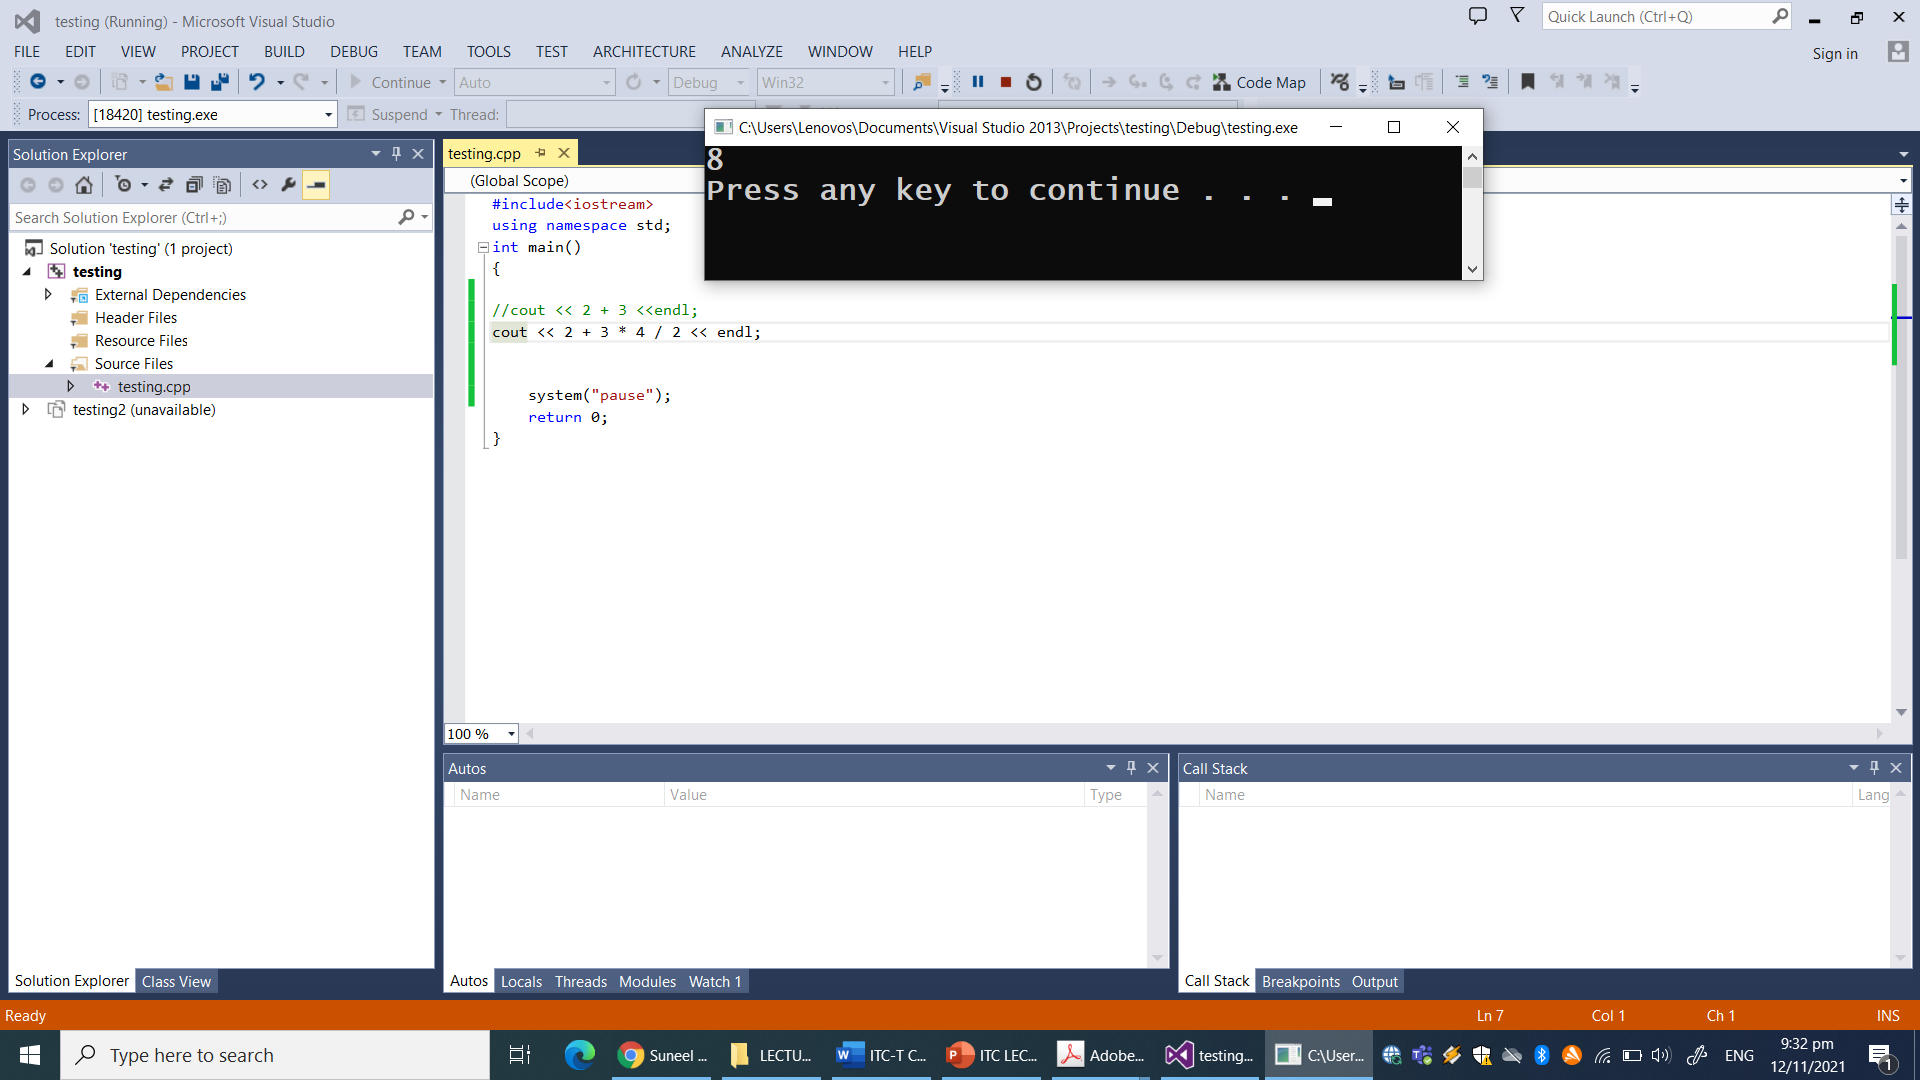 testing (Running) - Microsoft Visual Studio
Quick Launch (Ctrl+Q)
FILE EDIT VIEW PROJECT BUILD DEBUG TEAM TOOLS TEST ARCHITECTURE ANALYZE WINDOW HELP
Sign in
Continue Auto Debug Win32 Code Map
Process: [18420] testing.exe Suspend Thread:
C:\Users\Lenovos\Documents\Visual Studio 2013\Projects\testing\Debug\testing.exe
8
Press any key to continue . . .
Solution Explorer
Search Solution Explorer (Ctrl+;)
Solution 'testing' (1 project)
testing
External Dependencies
Header Files
Resource Files
Source Files
testing.cpp
testing2 (unavailable)
Solution Explorer Class View
testing.cpp
(Global Scope)
#include<iostream>
using namespace std;
int main()
{
//cout << 2 + 3 <<endl;
cout << 2 + 3 * 4 / 2 << endl;
system("pause");
return 0;
}
100 %
Autos
Name Value Type
Autos Locals Threads Modules Watch 1
Call Stack
Name Lang
Call Stack Breakpoints Output
Ready Ln 7 Col 1 Ch 1 INS
Type here to search
Suneel ... LECTU... ITC-T C... ITC LEC... Adobe... testing... C:\User...
ENG
9:32 pm
12/11/2021
1